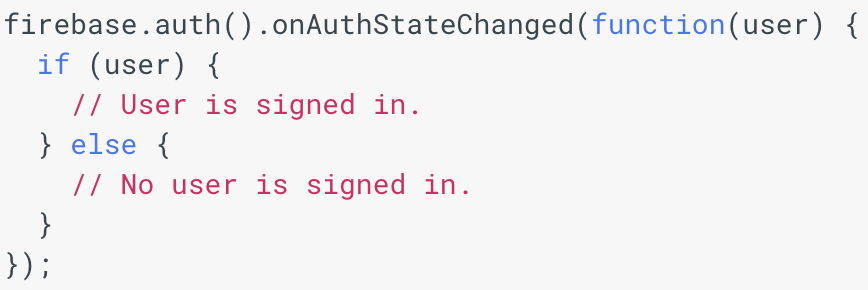 firebase.auth().onAuthStateChanged(function(user) {
  if (user) {
    // User is signed in.
  } else {
    // No user is signed in.
  }
});